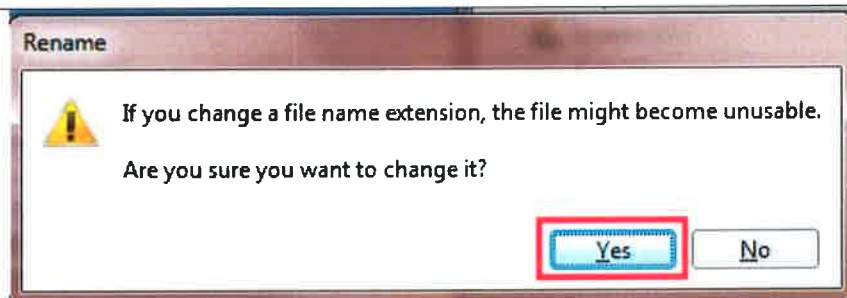 Rename
If you change a file name extension, the file might become unusable.
Are you sure you want to change it?
Yes
No